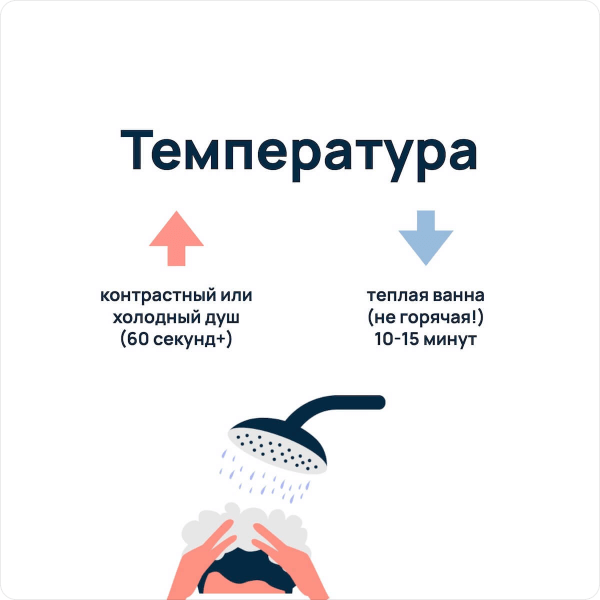 Температура
контрастный или
холодный душ
(60 секунд+)
теплая ванна
(не горячая!)
10-15 минут